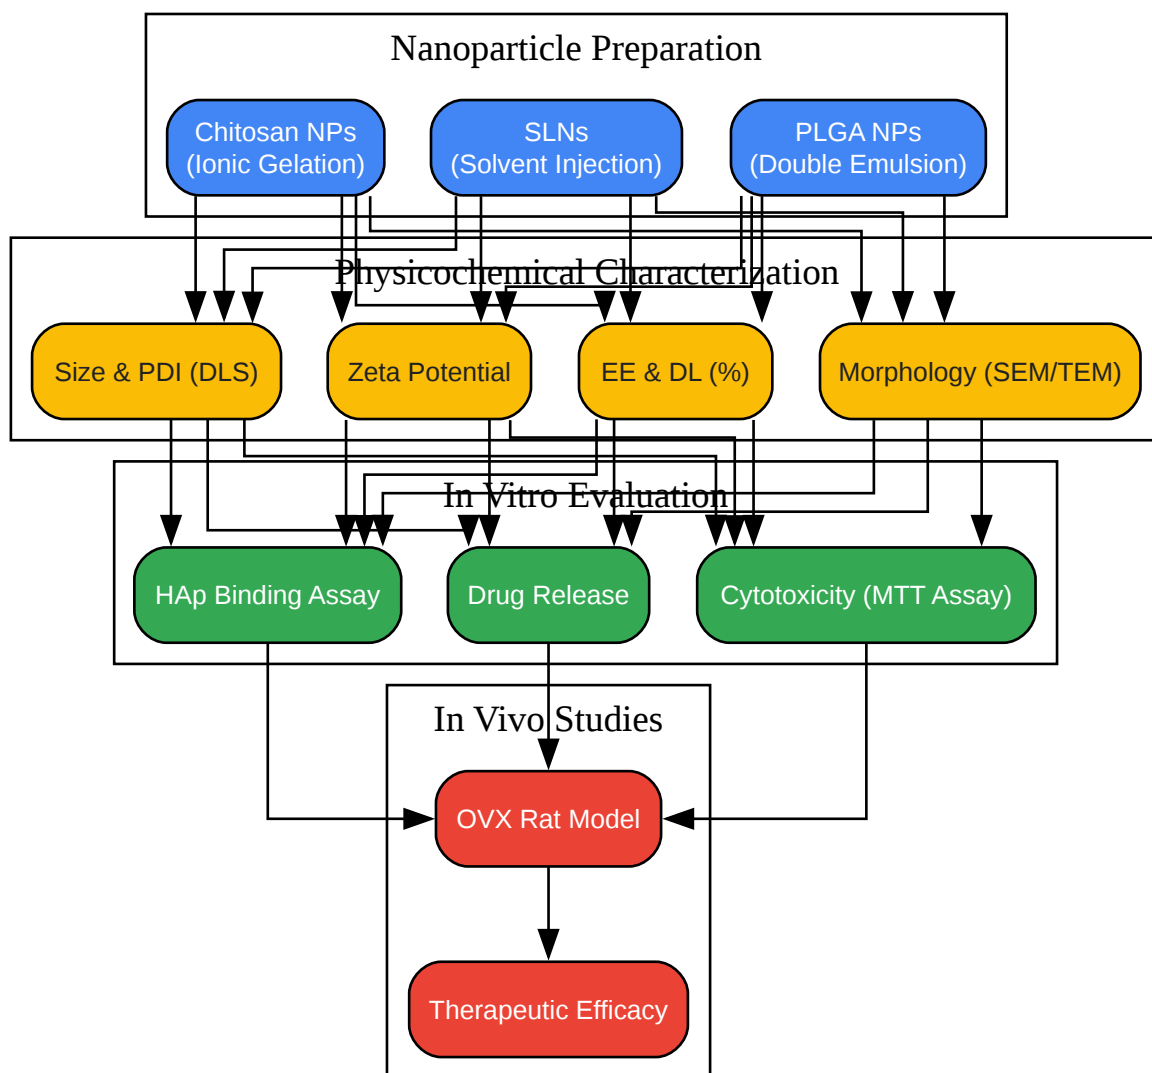 Nanoparticle Preparation
Chitosan NPs
(Ionic Gelation)
SLNs
(Solvent Injection)
PLGA NPs
(Double Emulsion)
Physicochemical Characterization
Size & PDI (DLS)
Zeta Potential
EE & DL (%)
Morphology (SEM/TEM)
In Vitro Evaluation
HAp Binding Assay
Drug Release
Cytotoxicity (MTT Assay)
In Vivo Studies
OVX Rat Model
Therapeutic Efficacy